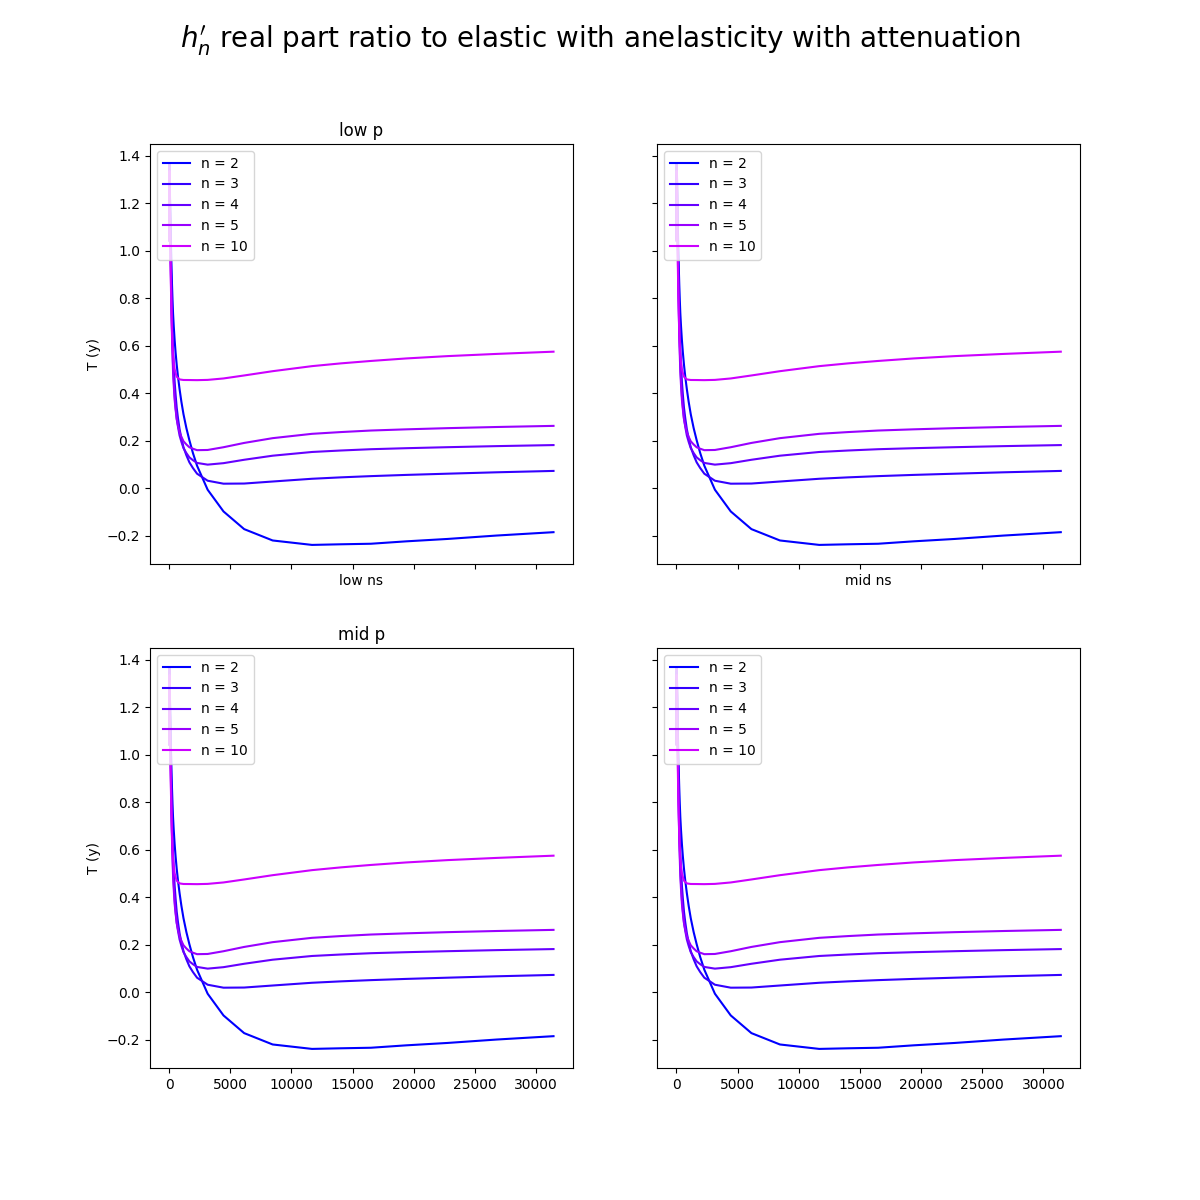 h′ₙ real part ratio to elastic with anelasticity with attenuation
low p
n = 2
n = 3
n = 4
n = 5
n = 10
1.4
1.2
1.0
0.8
0.6
0.4
0.2
0.0
−0.2
T (y)
low ns
n = 2
n = 3
n = 4
n = 5
n = 10
mid ns
mid p
n = 2
n = 3
n = 4
n = 5
n = 10
1.4
1.2
1.0
0.8
0.6
0.4
0.2
0.0
−0.2
T (y)
0 5000 10000 15000 20000 25000 30000
n = 2
n = 3
n = 4
n = 5
n = 10
0 5000 10000 15000 20000 25000 30000